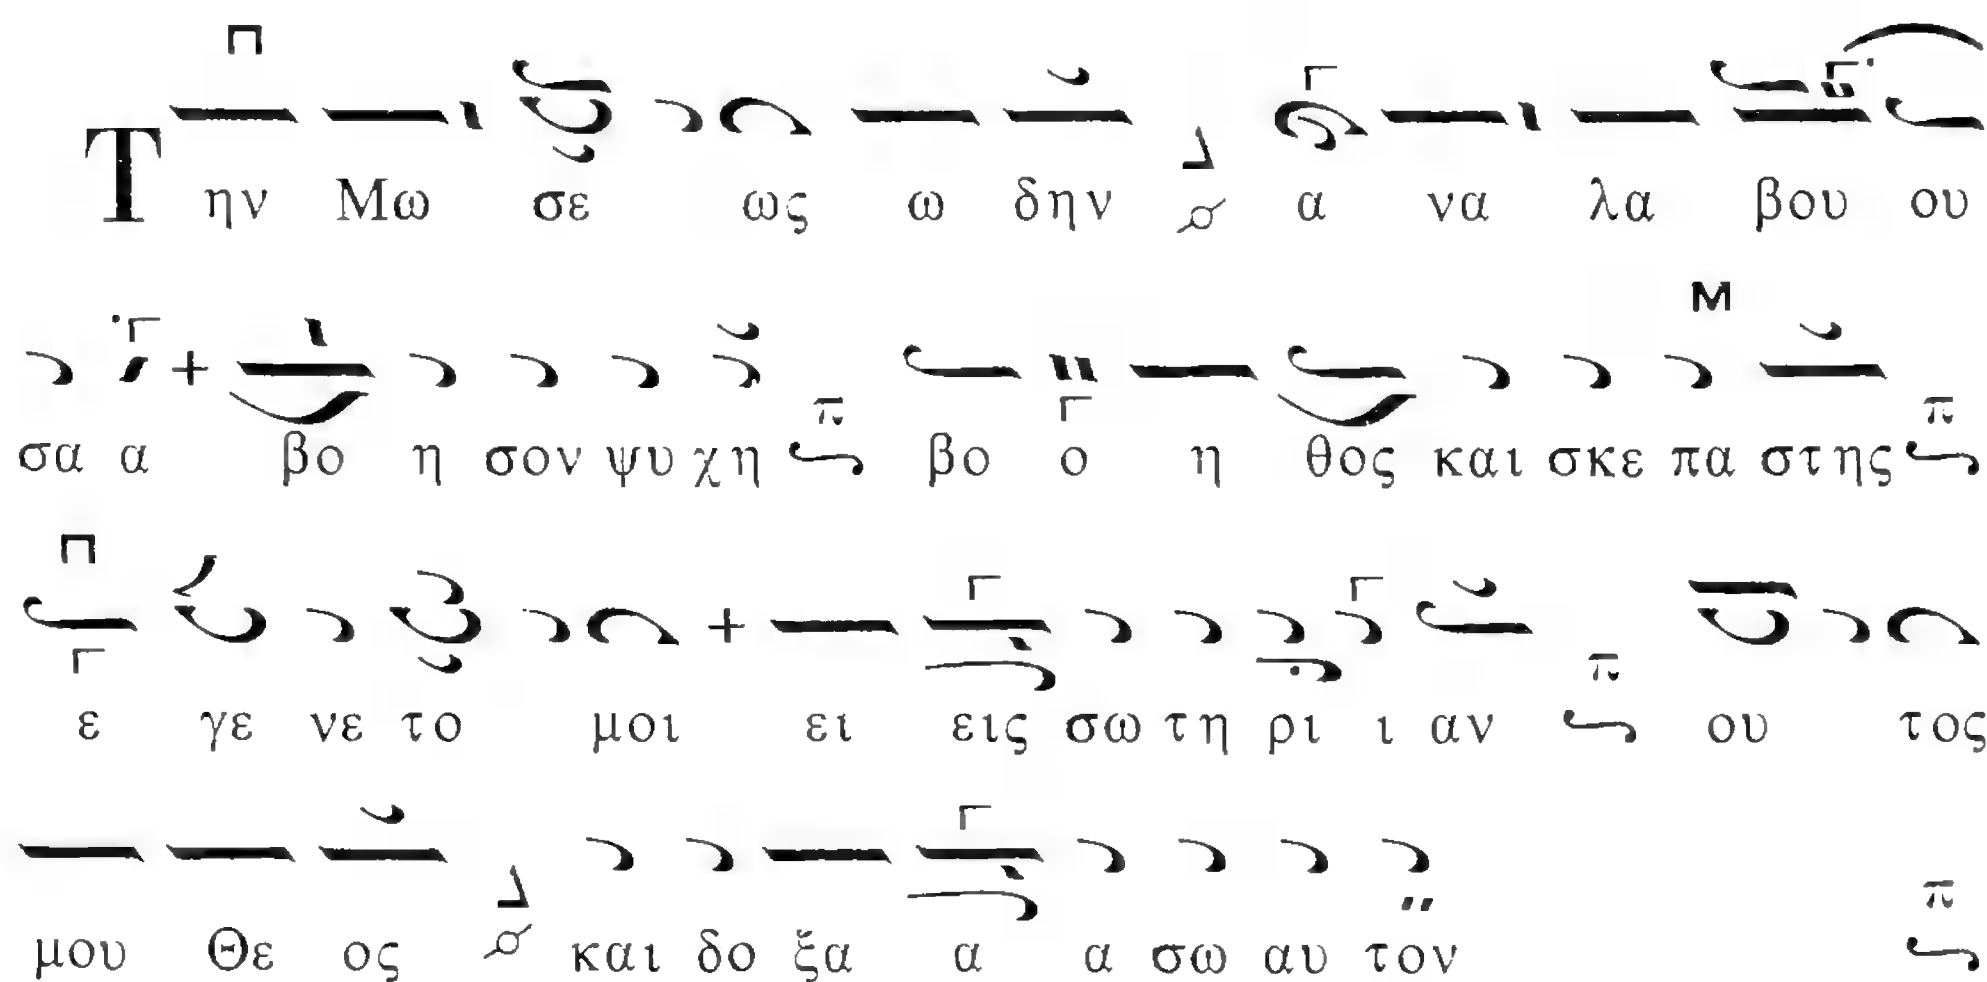 Την Μω σε ως ω δην α να λα βου ου
σα α βο η σον ψυ χη π βο ο η θος και σκε πα στης π
ε γε νε το μοι ει εις σω τη ρι ι αν π ου τος
μου Θε ος και δο ξα α α σω αυ τον π